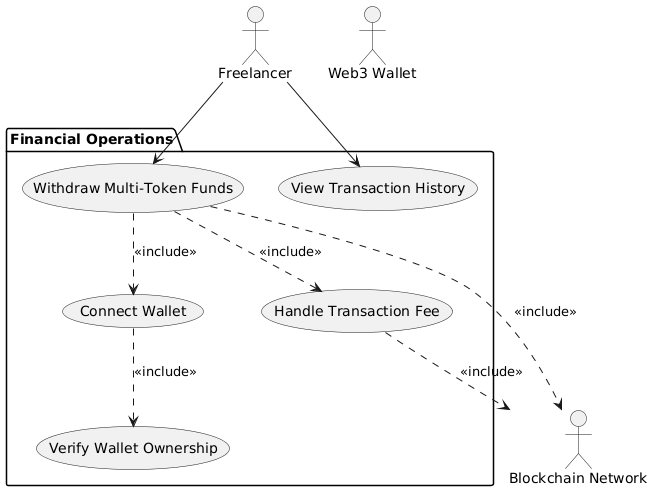 Freelancer
Web3 Wallet
Financial Operations
Withdraw Multi-Token Funds
View Transaction History
«include»
«include»
Connect Wallet
Handle Transaction Fee
«include»
«include»
«include»
Verify Wallet Ownership
Blockchain Network